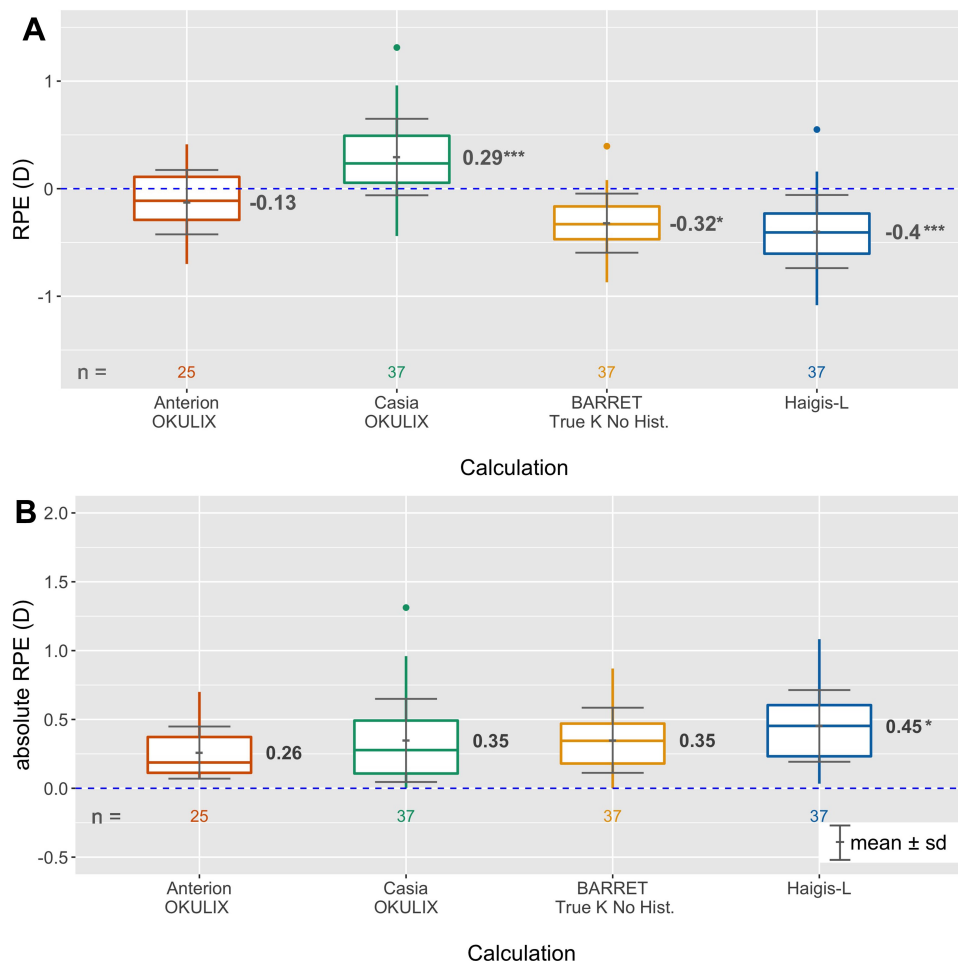 A
RPE (D)
1
0
-1
-0.13
0.29***
-0.32*
-0.4***
n =
25
37
37
37
Anterion
OKULIX
Casia
OKULIX
BARRET
True K No Hist.
Haigis-L
Calculation
B
absolute RPE (D)
2.0
1.5
1.0
0.5
0.0
-0.5
0.26
0.35
0.35
0.45*
n =
25
37
37
37
mean ± sd
Anterion
OKULIX
Casia
OKULIX
BARRET
True K No Hist.
Haigis-L
Calculation